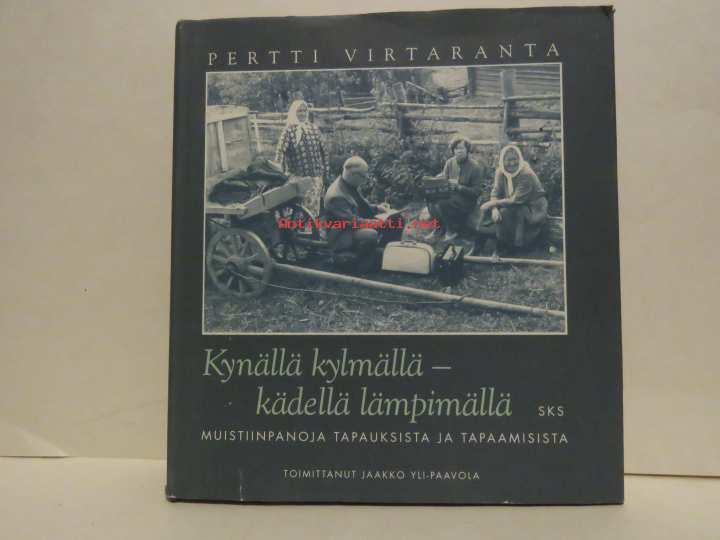 PERTTI VIRTARANTA
Antikvariaatti.net
Kynällä kylmällä –
kädellä lämpimällä SKS
MUISTIINPANOJA TAPAUKSISTA JA TAPAAMISISTA
TOIMITTANUT JAAKKO YLI-PAAVOLA